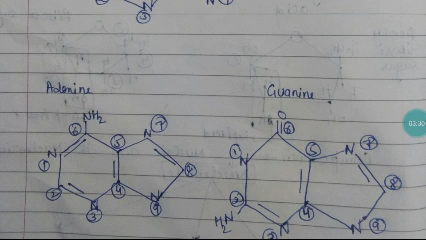 ③ N
Adenine
Guanine
NH₂
O
⑥
⑥
N
⑦
⑤
N
⑦
①
N
⑤
①
N
⑧
⑧
②
④
N
③
N
⑨
②
④
H₂N
N
③
N
⑨
03:30